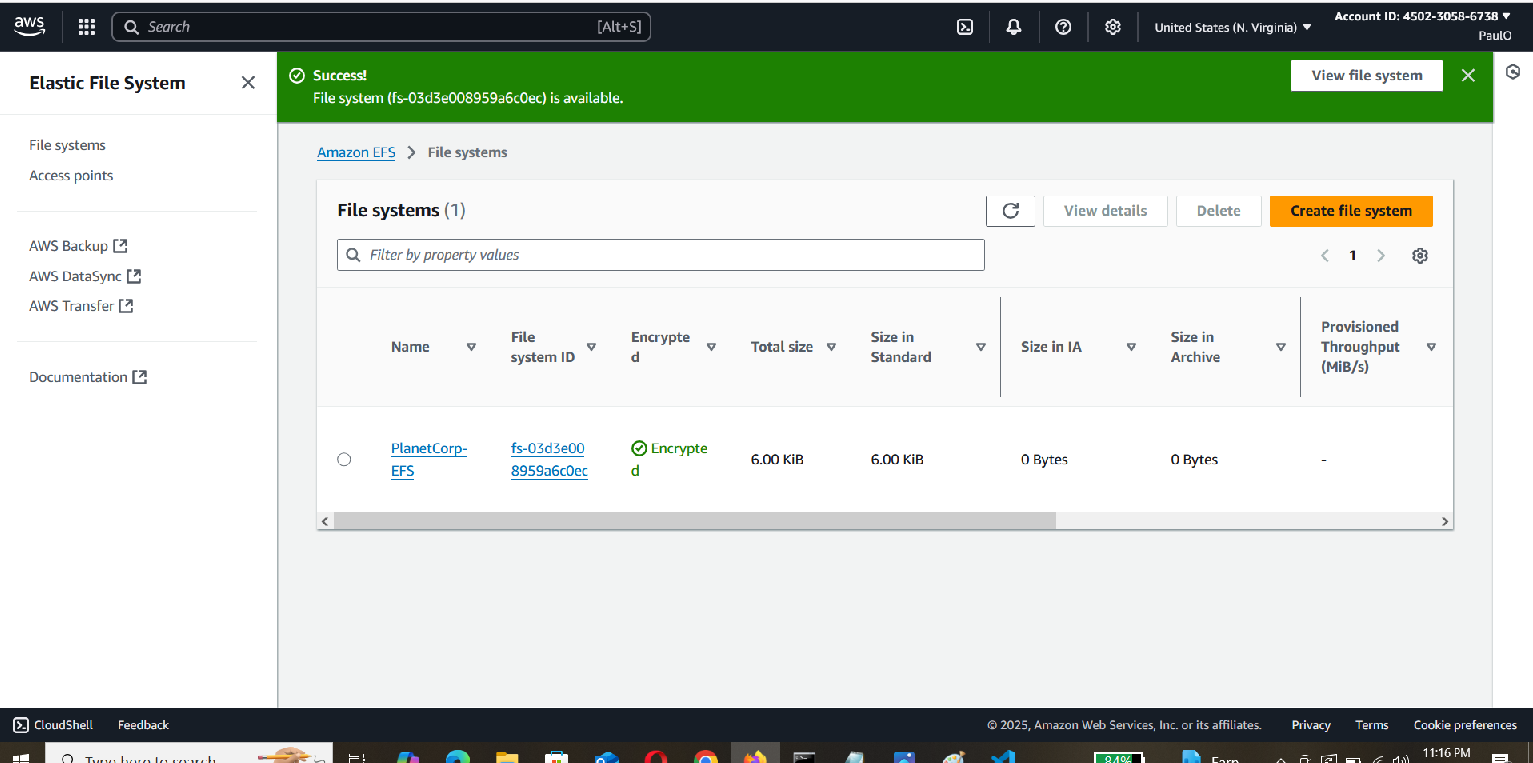 aws
Search
[Alt+S]
United States (N. Virginia)
Account ID: 4502-3058-6738
PaulO
Elastic File System
File systems
Access points
AWS Backup
AWS DataSync
AWS Transfer
Documentation
Success!
File system (fs-03d3e008959a6c0ec) is available.
View file system
Amazon EFS
File systems
File systems (1)
View details
Delete
Create file system
Filter by property values
1
Name
File
system ID
Encrypte
d
Total size
Size in
Standard
Size in IA
Size in
Archive
Provisioned
Throughput
(MiB/s)
PlanetCorp-
EFS
fs-03d3e00
8959a6c0ec
Encrypte
d
6.00 KiB
6.00 KiB
0 Bytes
0 Bytes
-
CloudShell
Feedback
© 2025, Amazon Web Services, Inc. or its affiliates.
Privacy
Terms
Cookie preferences
Type here to search
84%
Earn
11:16 PM